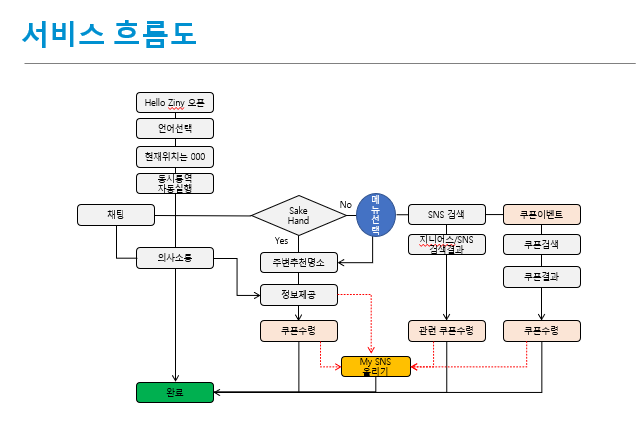 서비스 흐름도
Hello Ziny 오픈
언어선택
현재위치는 000
동시통역
자동실행
채팅
Sake
Hand
No
Yes
메뉴선택
SNS 검색
쿠폰이벤트
지니어스/SNS
검색결과
쿠폰검색
의사소통
주변추천명소
쿠폰결과
정보제공
쿠폰수령
관련 쿠폰수령
쿠폰수령
My SNS
올리기
완료